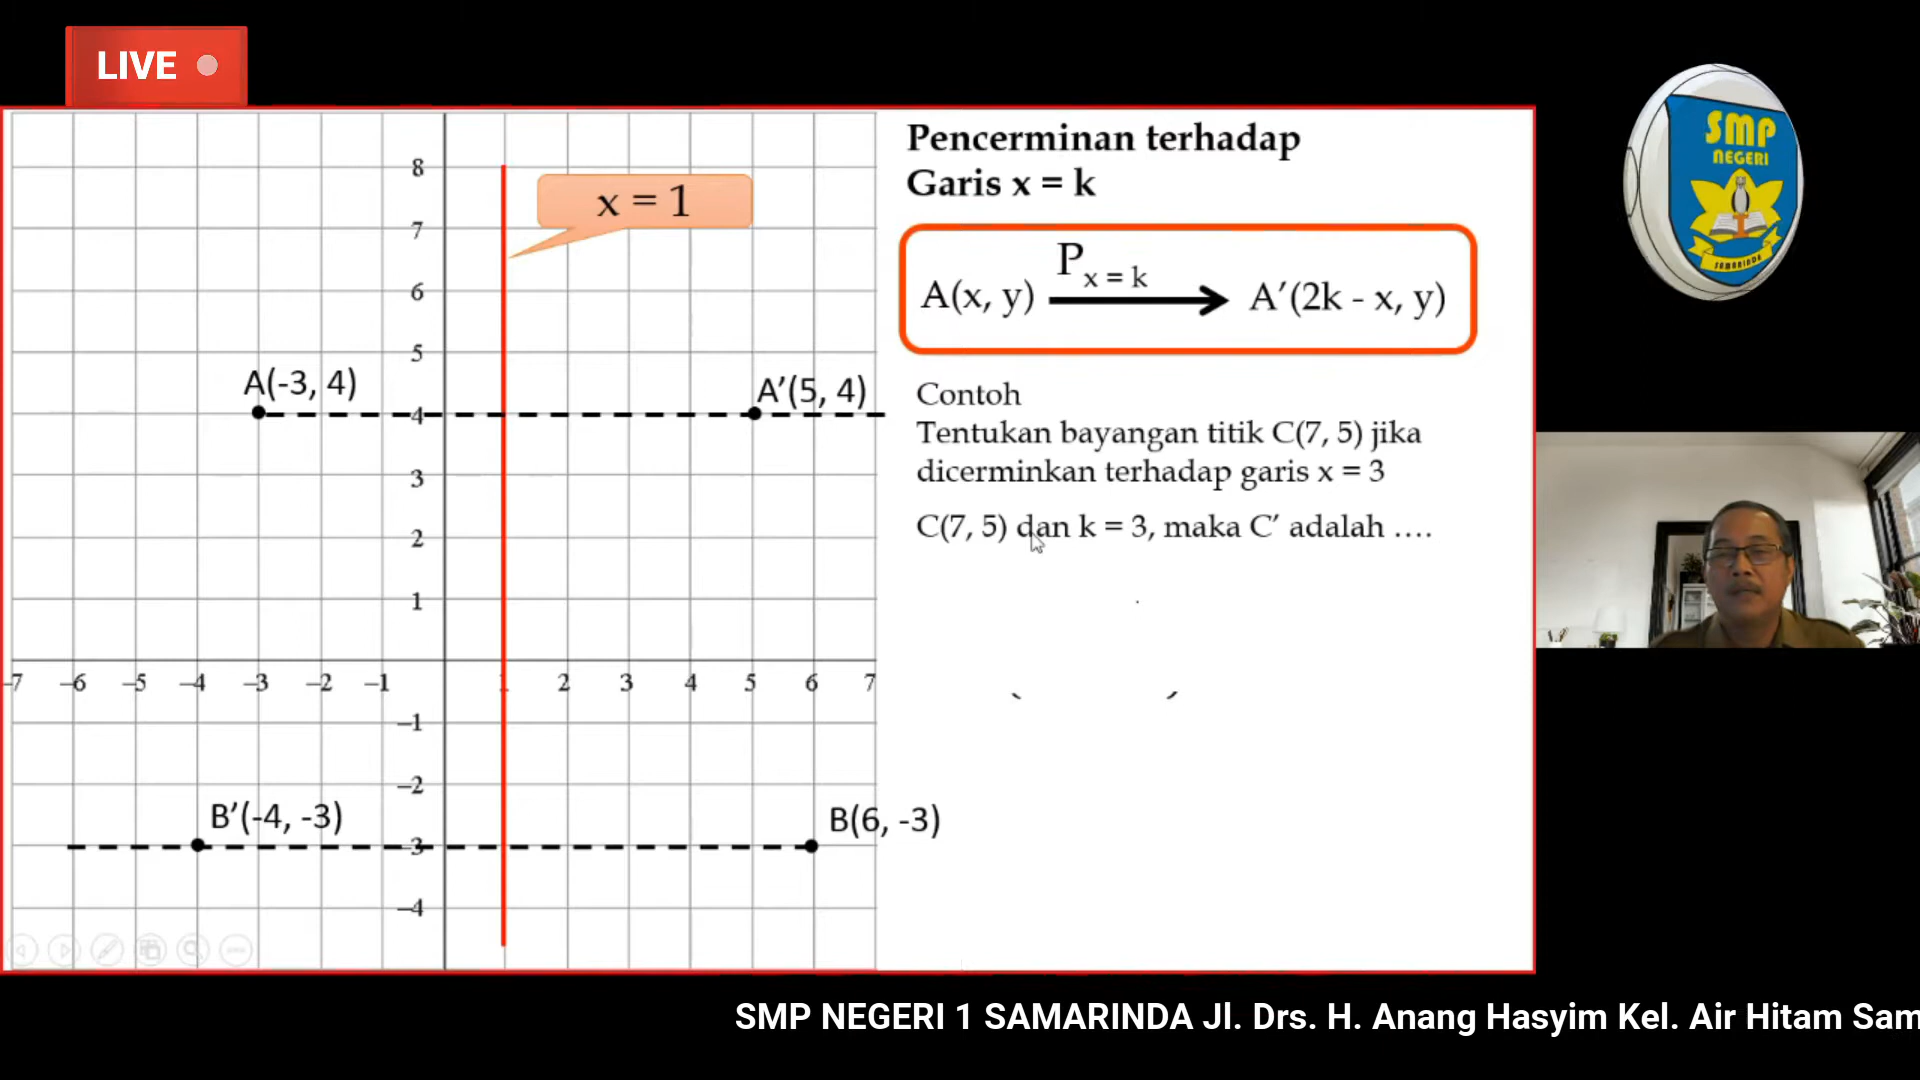 LIVE
SMP
NEGERI
1
SAMARINDA
Pencerminan terhadap
Garis x = k
P x = k
A(x, y) A′(2k - x, y)
Contoh
Tentukan bayangan titik C(7, 5) jika
dicerminkan terhadap garis x = 3
C(7, 5) dan k = 3, maka C′ adalah ....
x = 1
8
7
6
5
A(-3, 4) A′(5, 4)
4
3
2
1
–7 –6 –5 –4 –3 –2 –1 1 2 3 4 5 6 7
–1
–2
B′(-4, -3) B(6, -3)
–3
–4
SMP NEGERI 1 SAMARINDA Jl. Drs. H. Anang Hasyim Kel. Air Hitam Sam